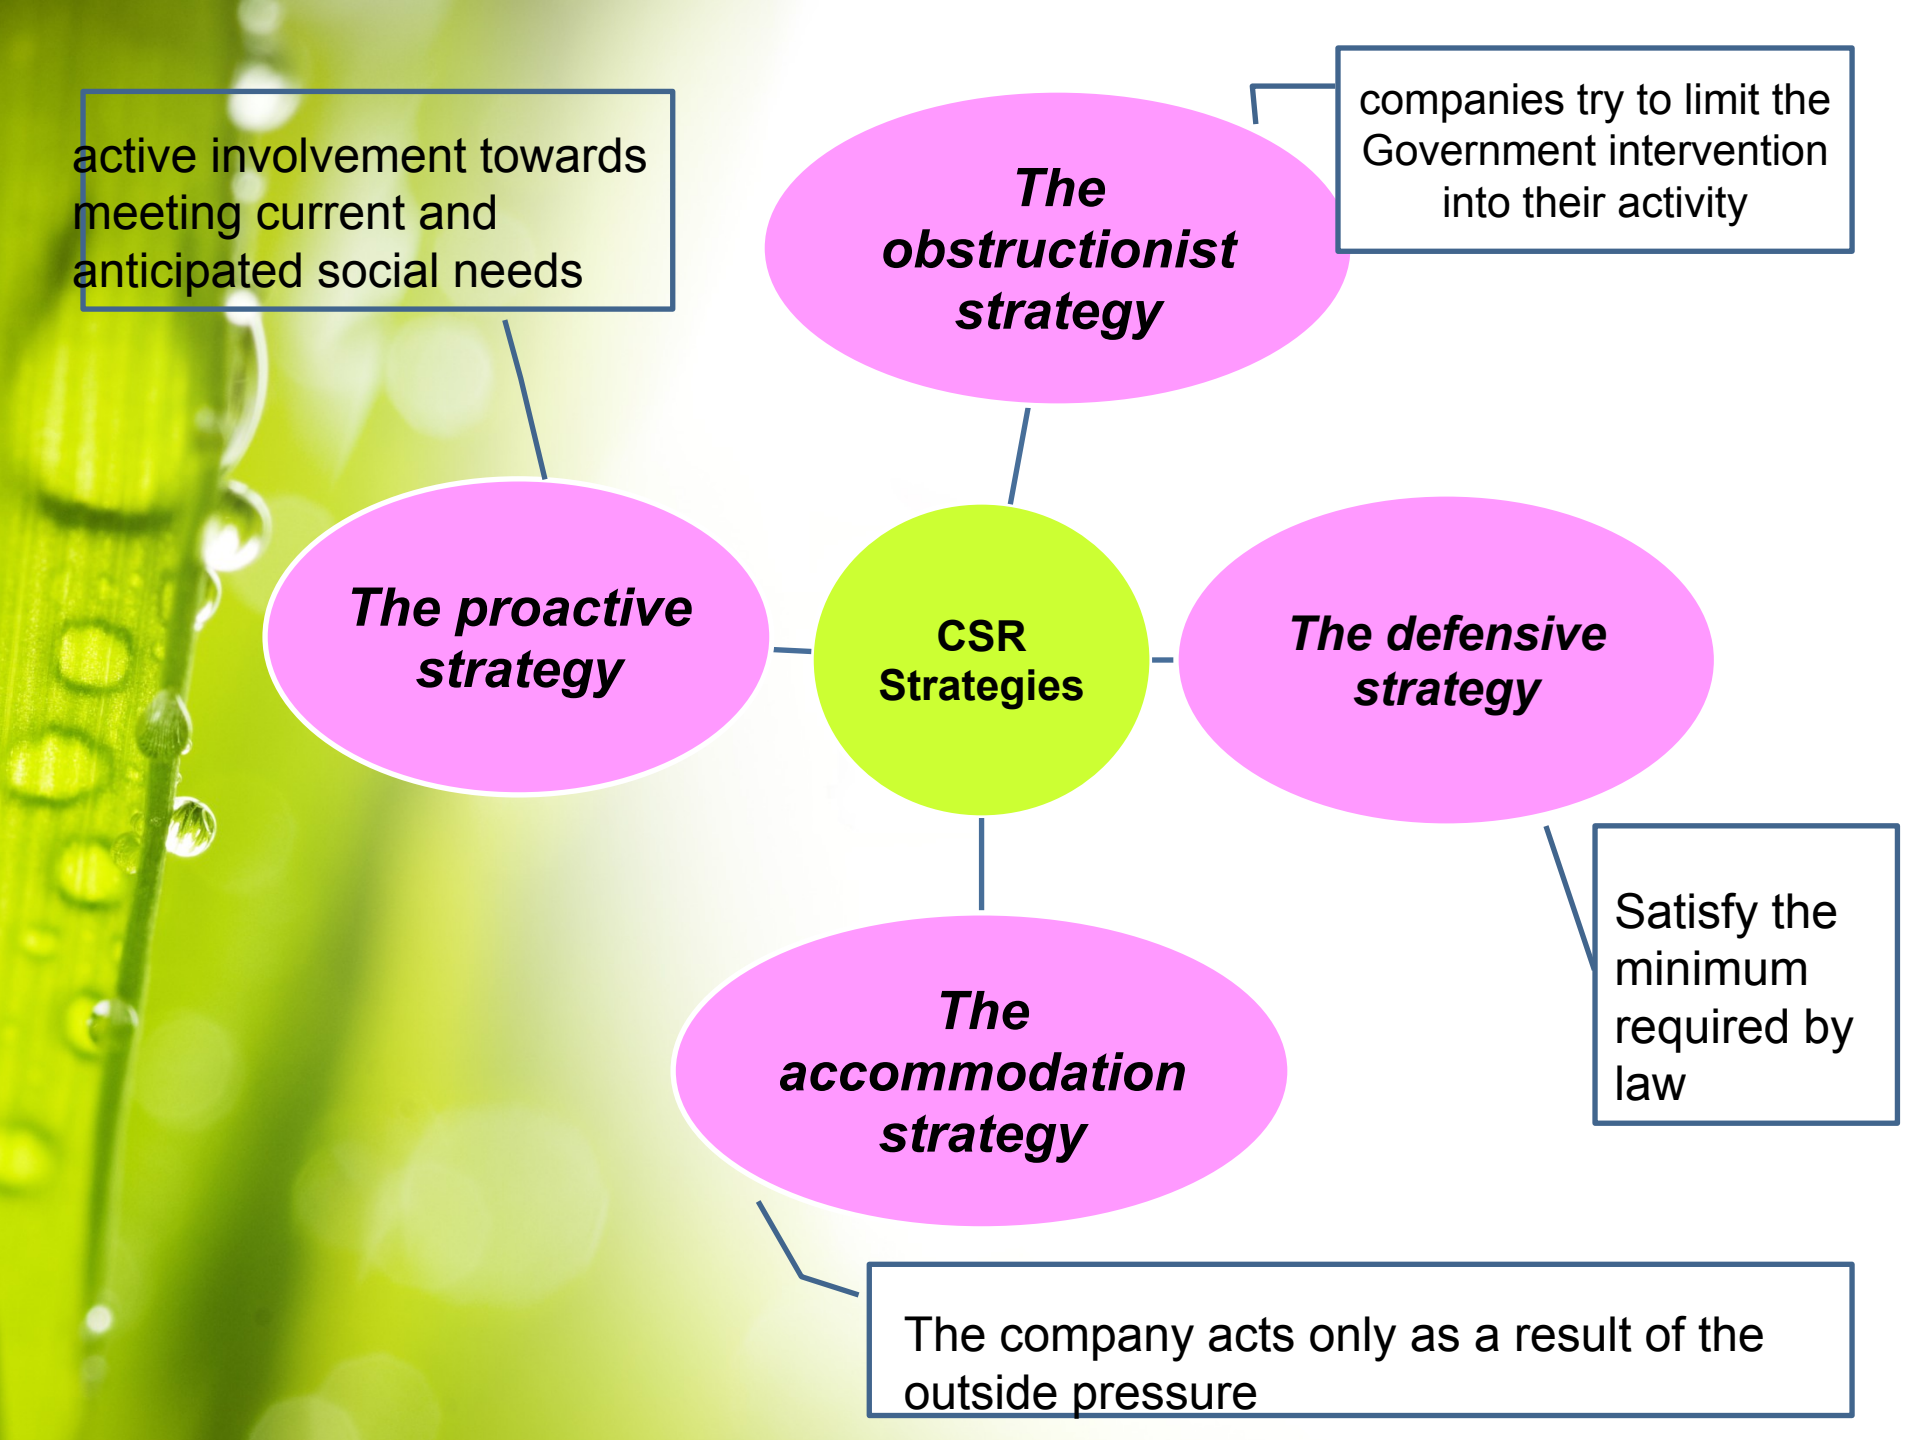 companies try to limit the
Government intervention
into their activity
active involvement towards
meeting current and
anticipated social needs
The
obstructionist
strategy
The proactive
strategy
CSR
Strategies
The defensive
strategy
Satisfy the
minimum
required by
law
The
accommodation
strategy
The company acts only as a result of the
outside pressure